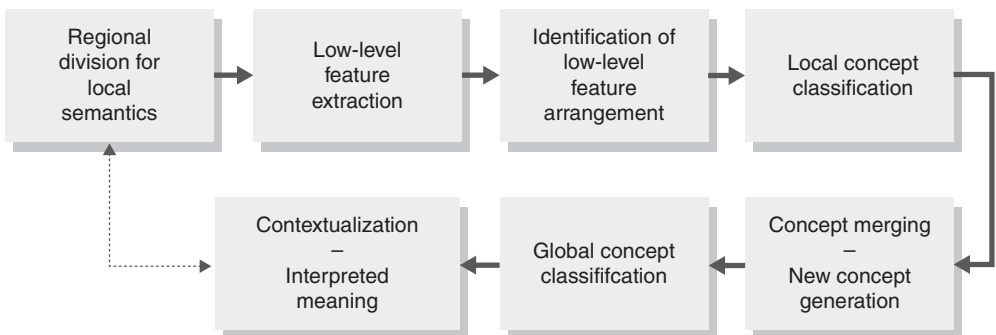 Regional
division for
local
semantics
Low-level
feature
extraction
Identification of
low-level
feature
arrangement
Local concept
classification
Concept merging
–
New concept
generation
Global concept
classififcation
Contextualization
–
Interpreted
meaning